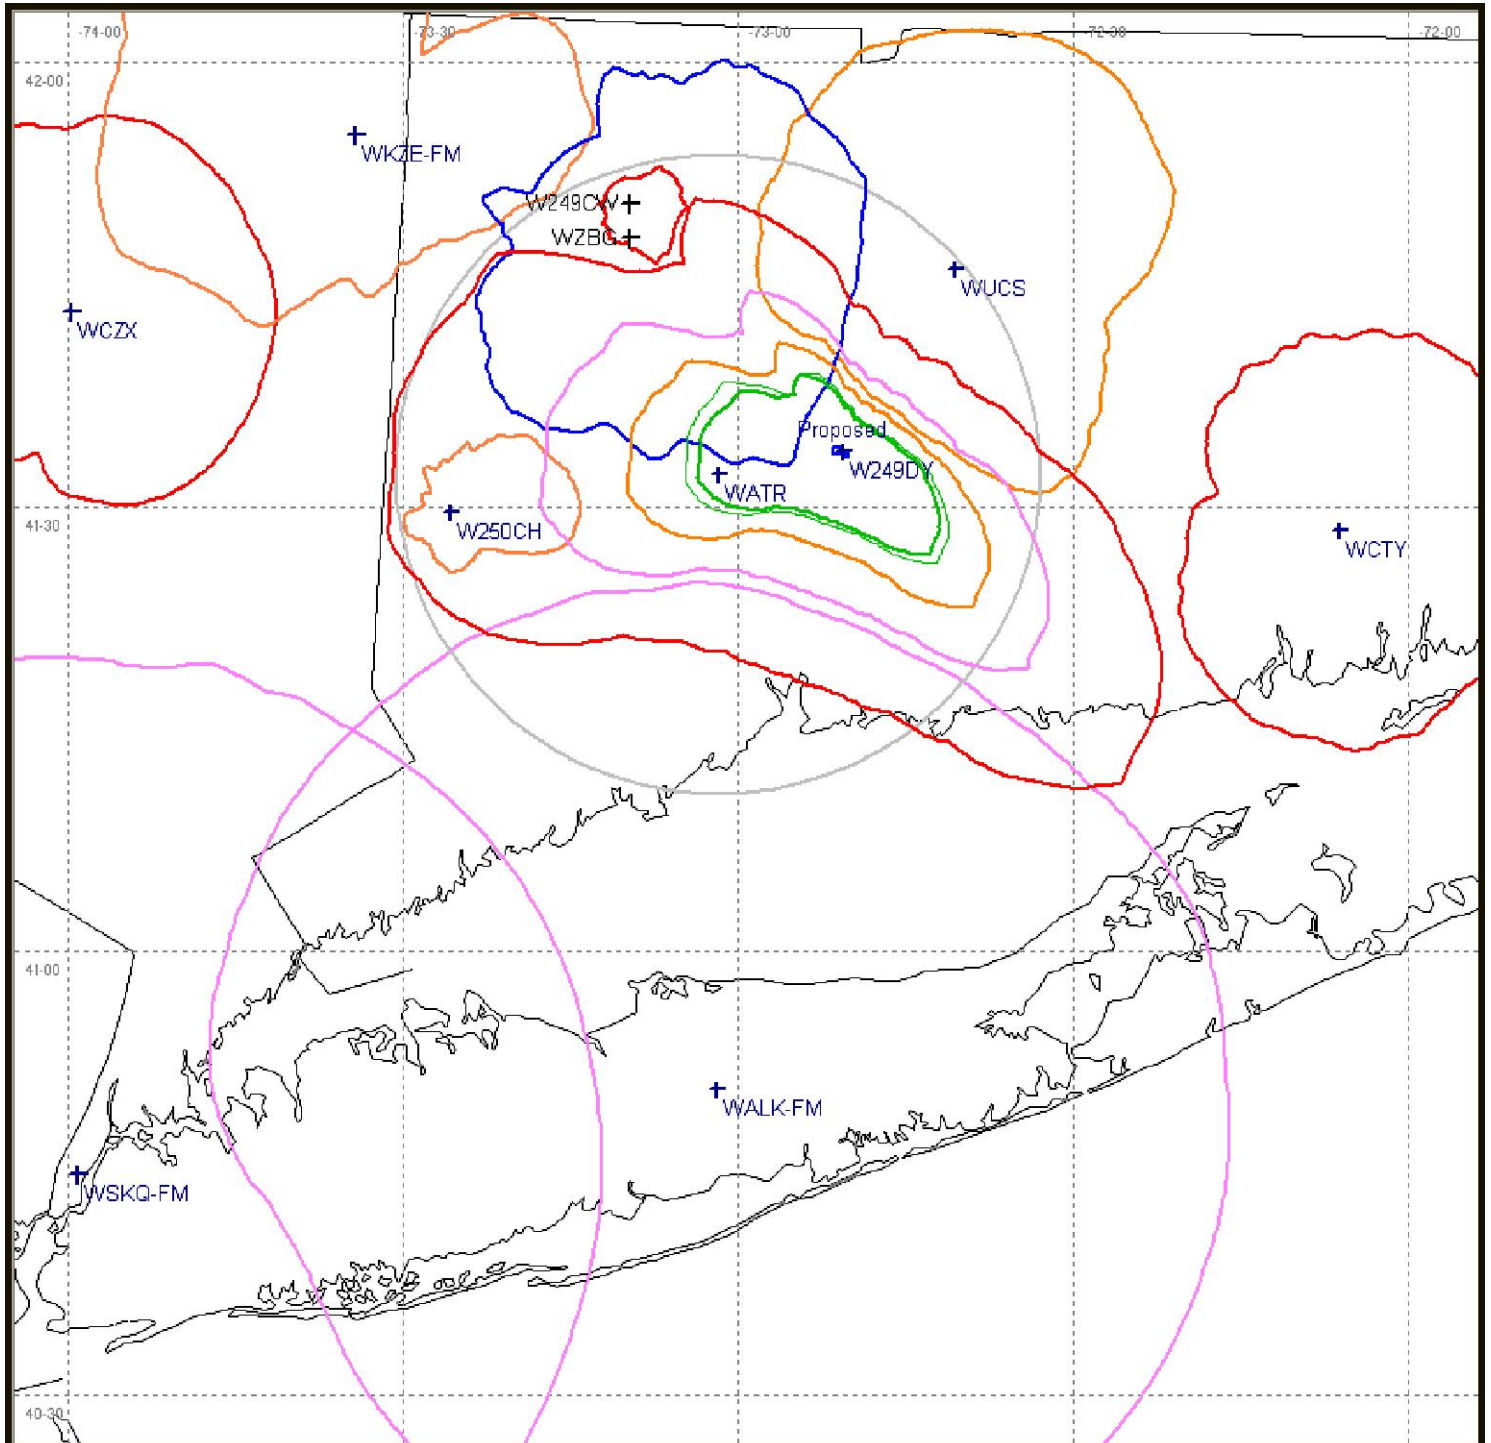 -74-00
-73-30
-73-00
-72-30
-72-00
42-00
WKZE-FM
W249CW
WZBG
WUCS
WCZX
Proposed
W249DY
WATR
W250CH
WCTY
41-30
41-00
WALK-FM
WSKQ-FM
40-30